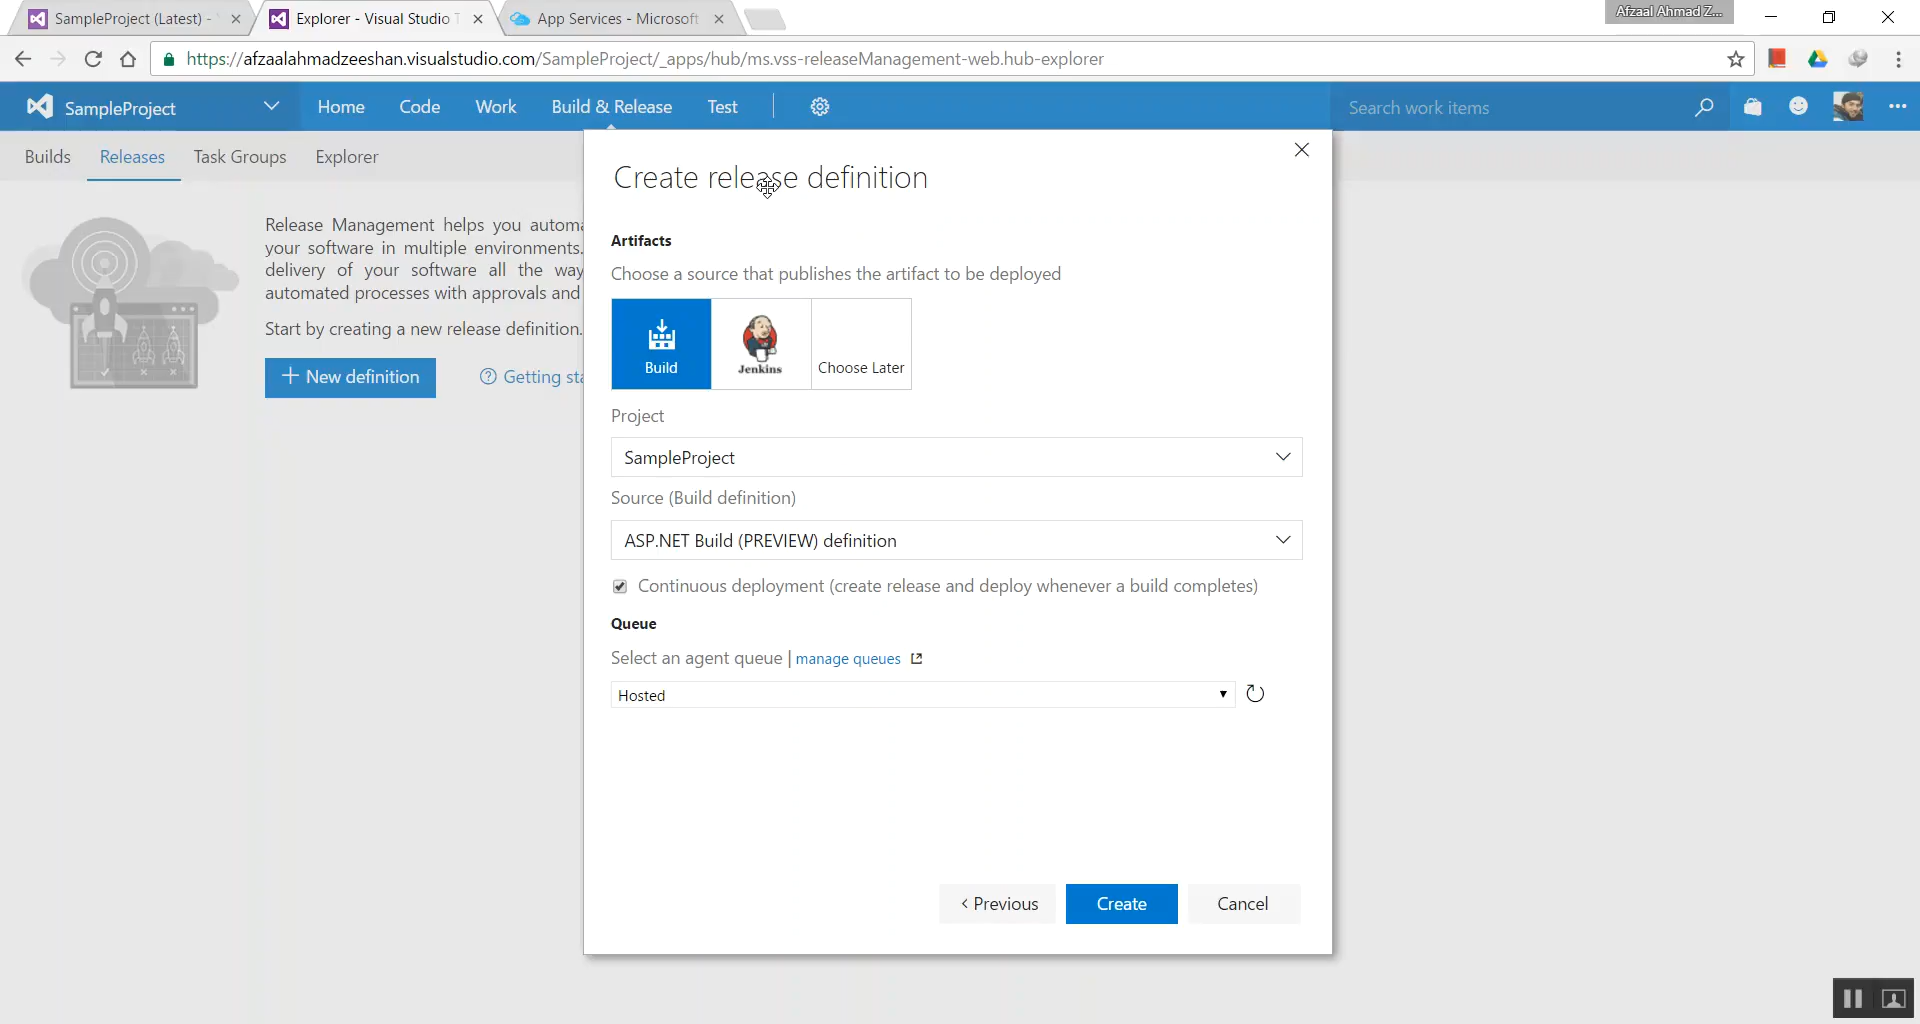 SampleProject (Latest) -
Explorer - Visual Studio T
App Services - Microsoft
Afzaal Ahmad Z...
https://afzaalahmadzeeshan.visualstudio.com/SampleProject/_apps/hub/ms.vss-releaseManagement-web.hub-explorer
SampleProject
Home
Code
Work
Build & Release
Test
Search work items
Builds
Releases
Task Groups
Explorer
Release Management helps you automa
your software in multiple environments.
delivery of your software all the way
automated processes with approvals and
Start by creating a new release definition.
+ New definition
Getting sta
Create release definition
Artifacts
Choose a source that publishes the artifact to be deployed
Build
Jenkins
Choose Later
Project
SampleProject
Source (Build definition)
ASP.NET Build (PREVIEW) definition
Continuous deployment (create release and deploy whenever a build completes)
Queue
Select an agent queue | manage queues
Hosted
< Previous
Create
Cancel